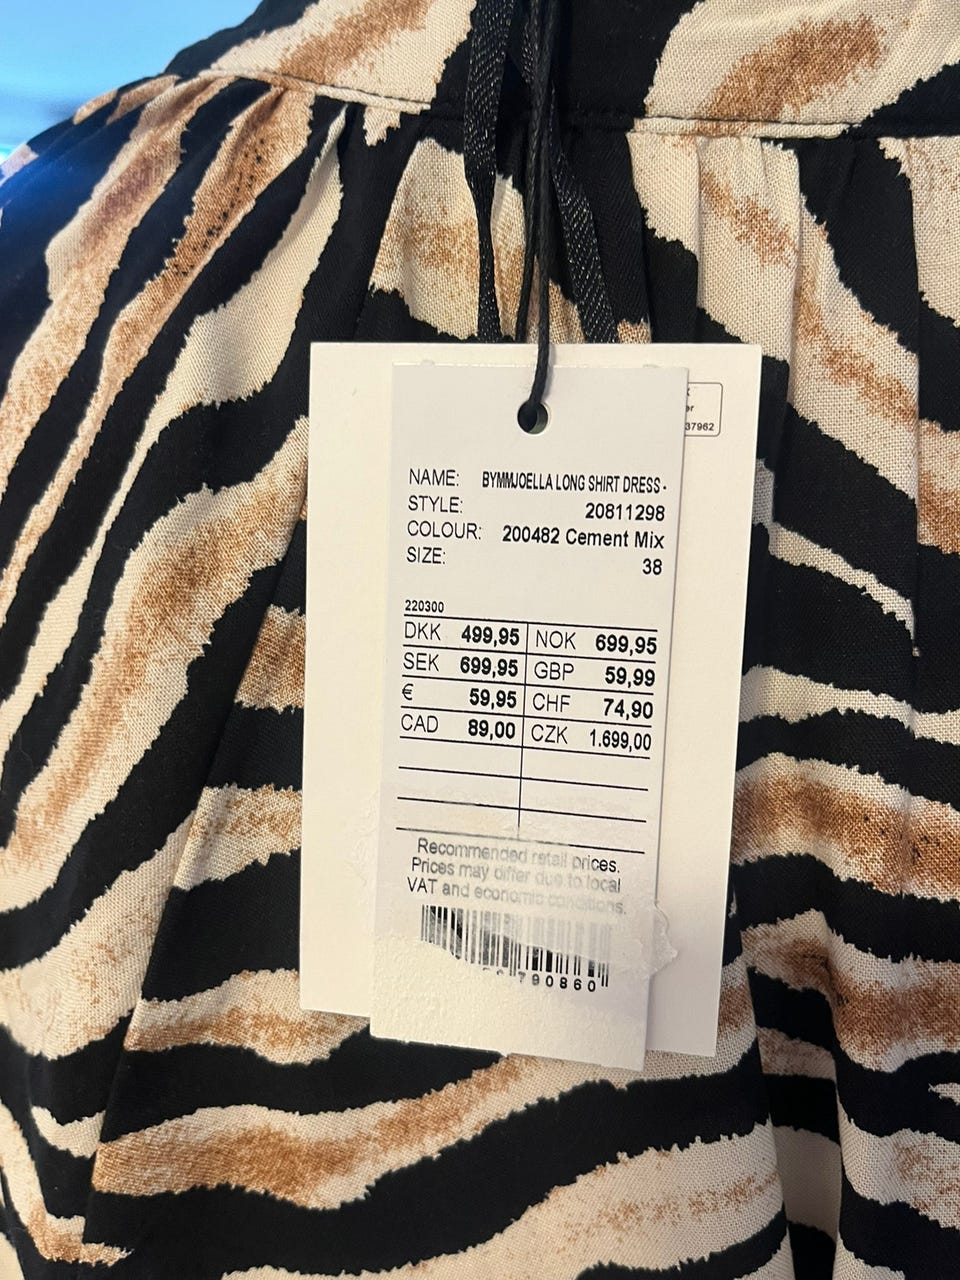 er
37962
NAME: BYMMJOELLA LONG SHIRT DRESS -
STYLE: 20811298
COLOUR: 200482 Cement Mix
SIZE: 38
220300
DKK 499,95 NOK 699,95
SEK 699,95 GBP 59,99
€ 59,95 CHF 74,90
CAD 89,00 CZK 1.699,00
Recommended retail prices.
Prices may differ due to local
VAT and economic conditions.
790860